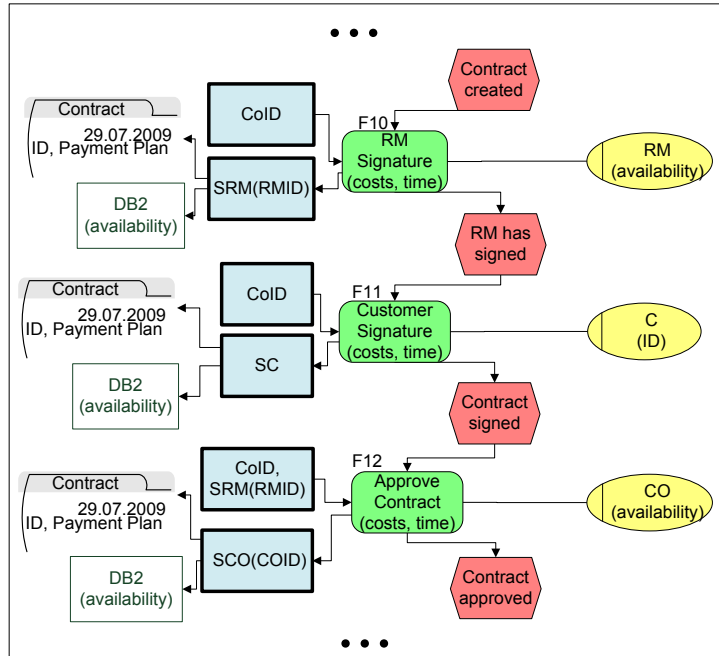 • • •
Contract
created
Contract
29.07.2009
ID, Payment Plan
CoID
F10
RM
Signature
(costs, time)
RM
(availability)
SRM(RMID)
DB2
(availability)
RM has
signed
Contract
29.07.2009
ID, Payment Plan
CoID
F11
Customer
Signature
(costs, time)
C
(ID)
SC
DB2
(availability)
Contract
signed
Contract
29.07.2009
ID, Payment Plan
CoID,
SRM(RMID)
F12
Approve
Contract
(costs, time)
CO
(availability)
SCO(COID)
DB2
(availability)
Contract
approved
• • •